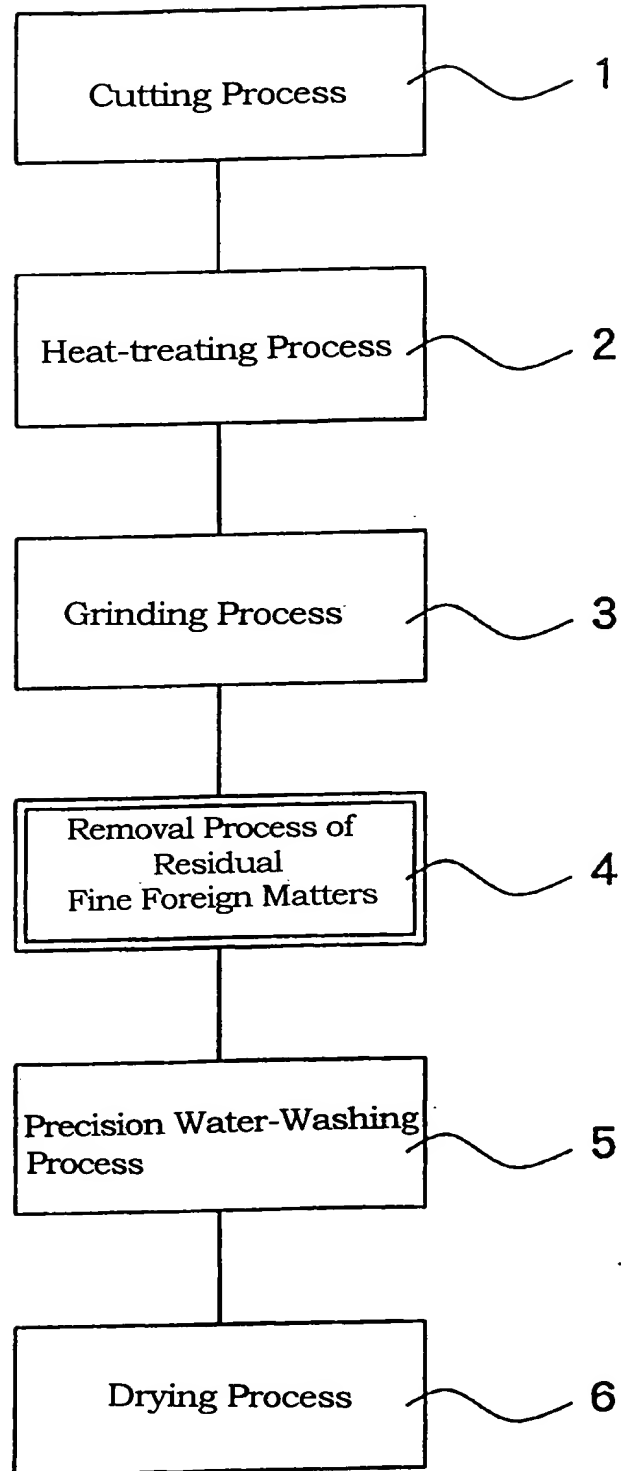 Cutting Process
1
Heat-treating Process
2
Grinding Process
3
Removal Process of
Residual
Fine Foreign Matters
4
Precision Water-Washing
Process
5
Drying Process
6